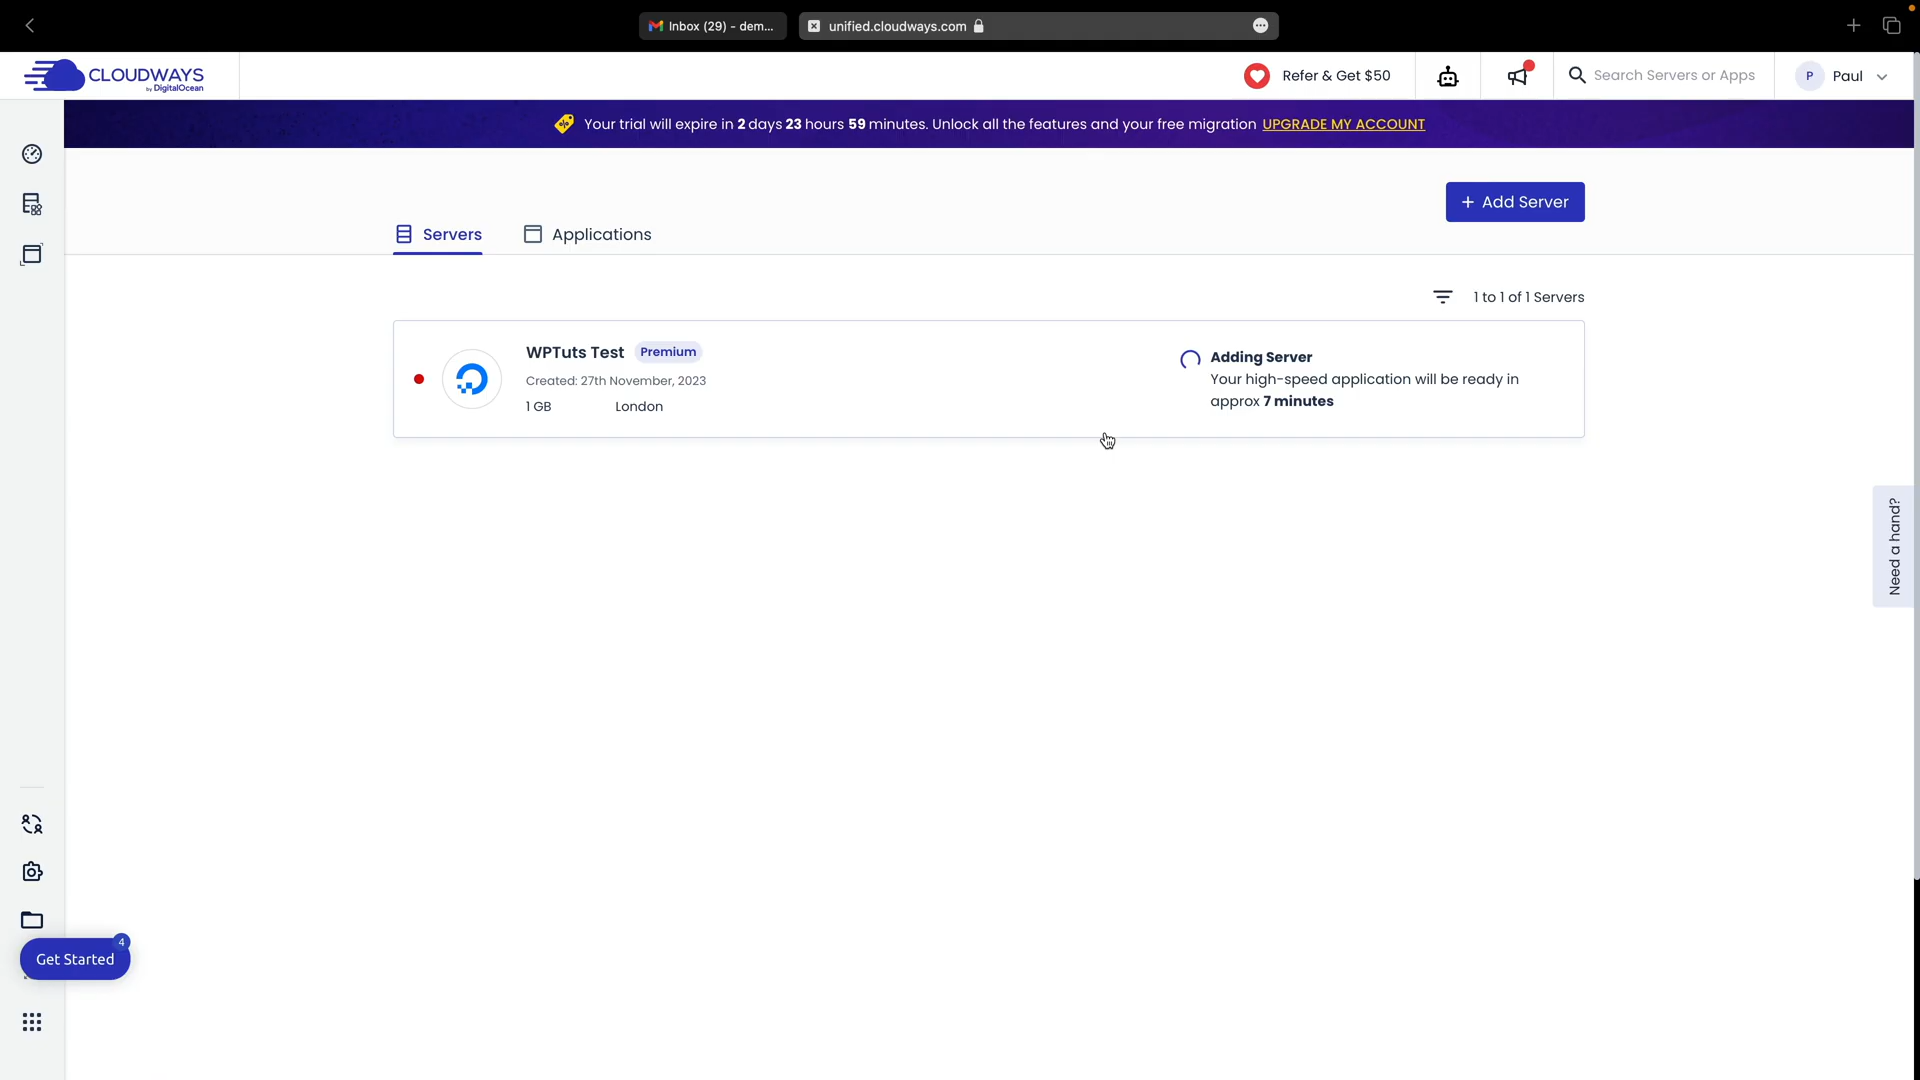 Inbox (29) - dem...
unified.cloudways.com
CLOUDWAYS
by DigitalOcean
Refer & Get $50
Search Servers or Apps
P
Paul
Your trial will expire in 2 days 23 hours 59 minutes. Unlock all the features and your free migration UPGRADE MY ACCOUNT
+ Add Server
Servers
Applications
1 to 1 of 1 Servers
WPTuts Test
Premium
Created: 27th November, 2023
1 GB
London
Adding Server
Your high-speed application will be ready in
approx 7 minutes
Need a hand?
4
Get Started